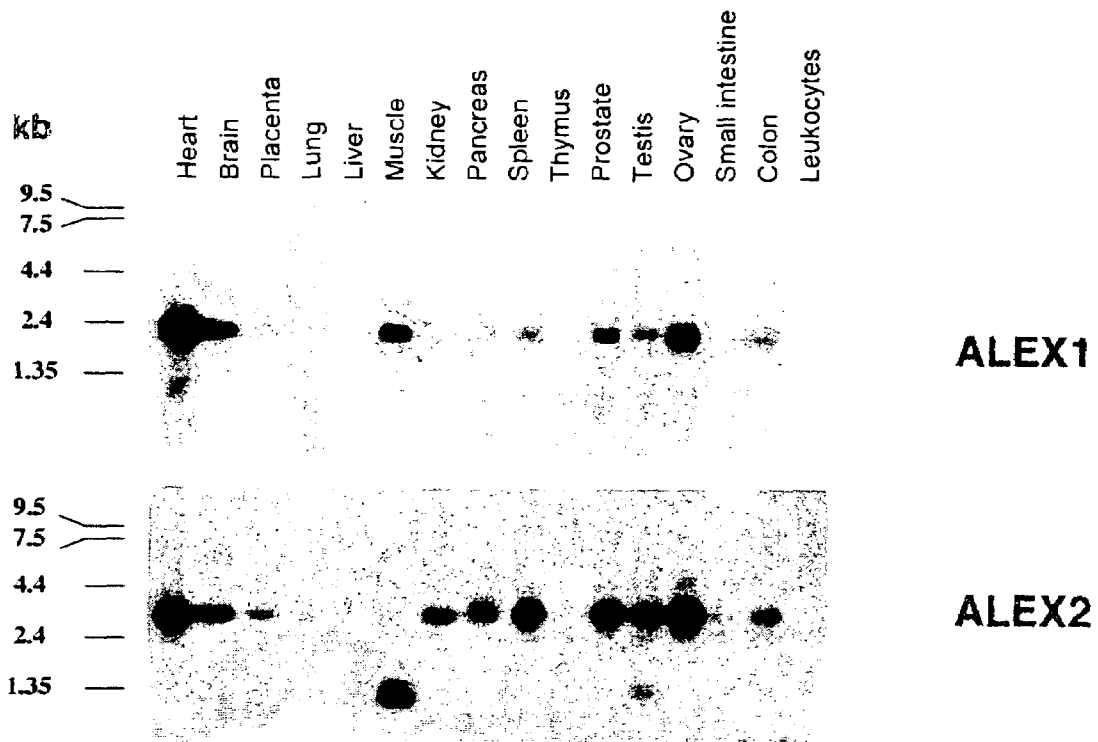 kb
Heart
Brain
Placenta
Lung
Liver
Muscle
Kidney
Pancreas
Spleen
Thymus
Prostate
Testis
Ovary
Small intestine
Colon
Leukocytes
9.5
7.5
4.4
2.4
1.35
ALEX1
9.5
7.5
4.4
2.4
1.35
ALEX2